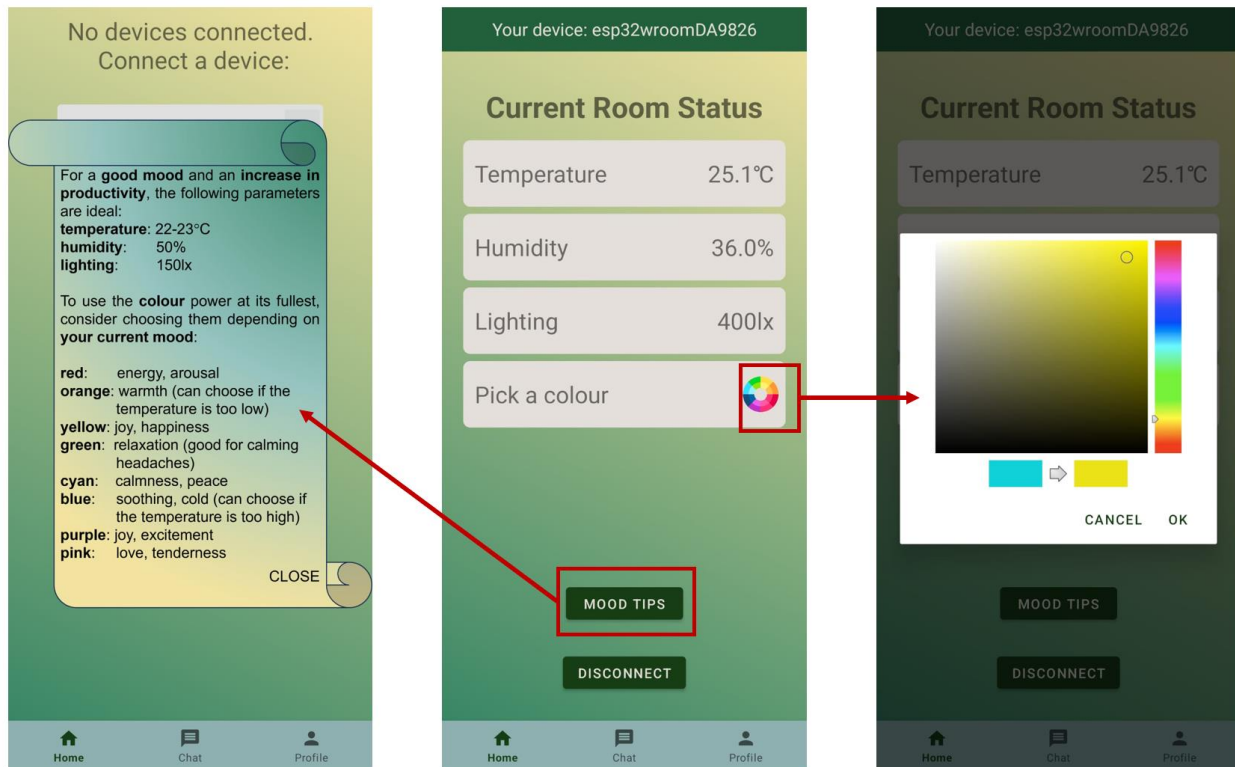 No devices connected.
Connect a device:
For a good mood and an increase in
productivity, the following parameters
are ideal:
temperature: 22-23°C
humidity: 50%
lighting: 150lx
To use the colour power at its fullest,
consider choosing them depending on
your current mood:
red: energy, arousal
orange: warmth (can choose if the
temperature is too low)
yellow: joy, happiness
green: relaxation (good for calming
headaches)
cyan: calmness, peace
blue: soothing, cold (can choose if
the temperature is too high)
purple: joy, excitement
pink: love, tenderness
CLOSE
Home Chat Profile
Your device: esp32wroomDA9826
Current Room Status
Temperature 25.1°C
Humidity 36.0%
Lighting 400lx
Pick a colour
MOOD TIPS
DISCONNECT
Home Chat Profile
Your device: esp32wroomDA9826
Current Room Status
Temperature 25.1°C
CANCEL OK
MOOD TIPS
DISCONNECT
Home Chat Profile